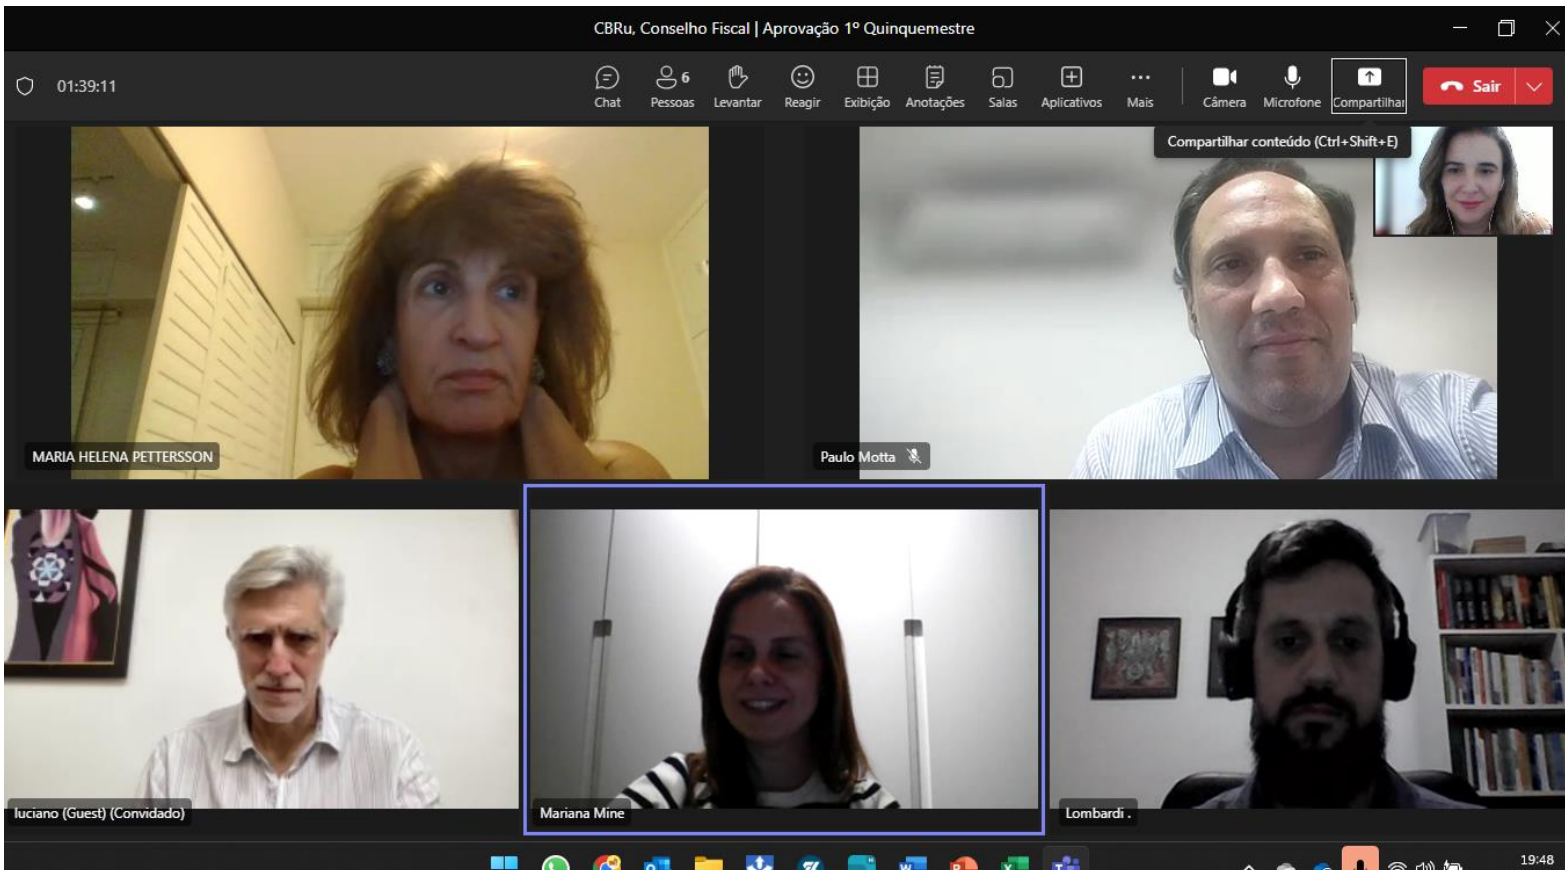 CBRu, Conselho Fiscal | Aprovação 1º Quinquemestre
01:39:11
Chat
6
Pessoas
Levantar
Reagir
Exibição
Anotações
Salas
Aplicativos
Mais
Câmera
Microfone
Compartilhar
Sair
Compartilhar conteúdo (Ctrl+Shift+E)
MARIA HELENA PETTERSSON
Paulo Motta
luciano (Guest) (Convidado)
Mariana Mine
Lombardi .
19:48